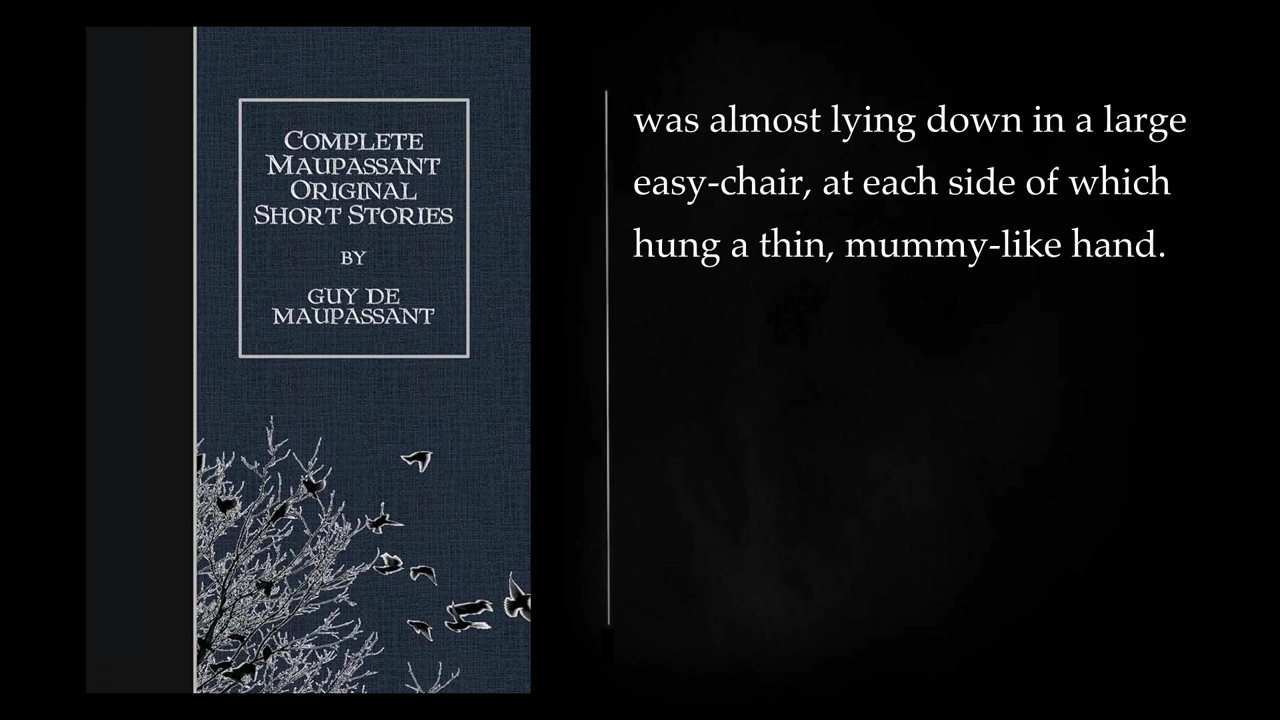 COMPLETE
MAUPASSANT
ORIGINAL
SHORT STORIES
BY
GUY DE
MAUPASSANT
was almost lying down in a large
easy-chair, at each side of which
hung a thin, mummy-like hand.